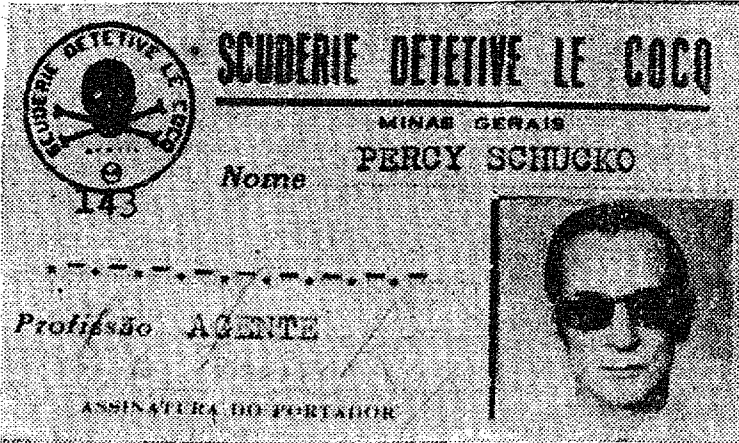 SCUDERIE DETETIVE LE COCQ
SCUDERIE DETETIVE LE COCQ
MINAS GERAIS
Nome PERCY SCHUCKO
143
Profissão AGENTE
ASSINATURA DO PORTADOR